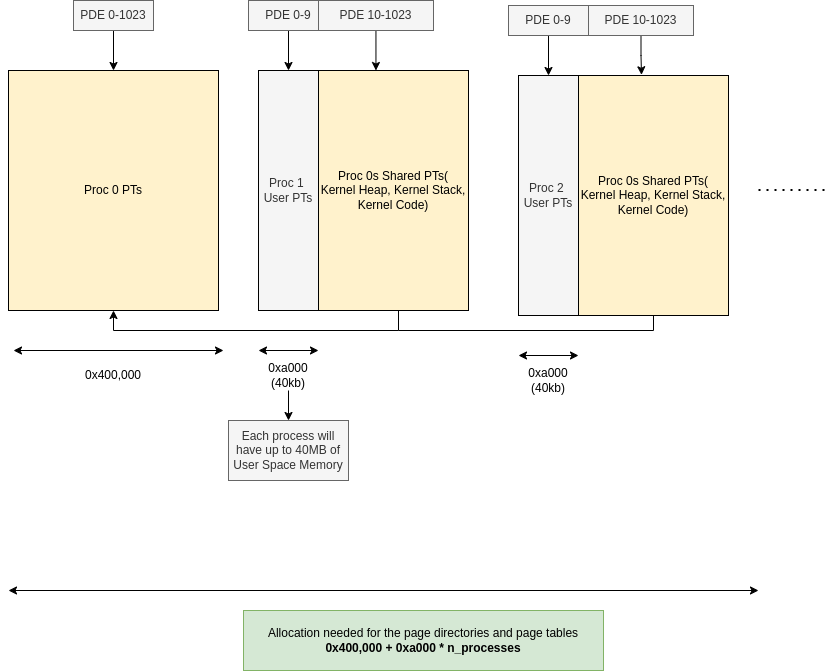 PDE 0-1023
PDE 0-9
PDE 10-1023
PDE 0-9
PDE 10-1023
Proc 0 PTs
Proc 1
User PTs
Proc 0s Shared PTs(
Kernel Heap, Kernel Stack,
Kernel Code)
Proc 2
User PTs
Proc 0s Shared PTs(
Kernel Heap, Kernel Stack,
Kernel Code)
0x400,000
0xa000
(40kb)
0xa000
(40kb)
Each process will
have up to 40MB of
User Space Memory
Allocation needed for the page directories and page tables
0x400,000 + 0xa000 * n_processes